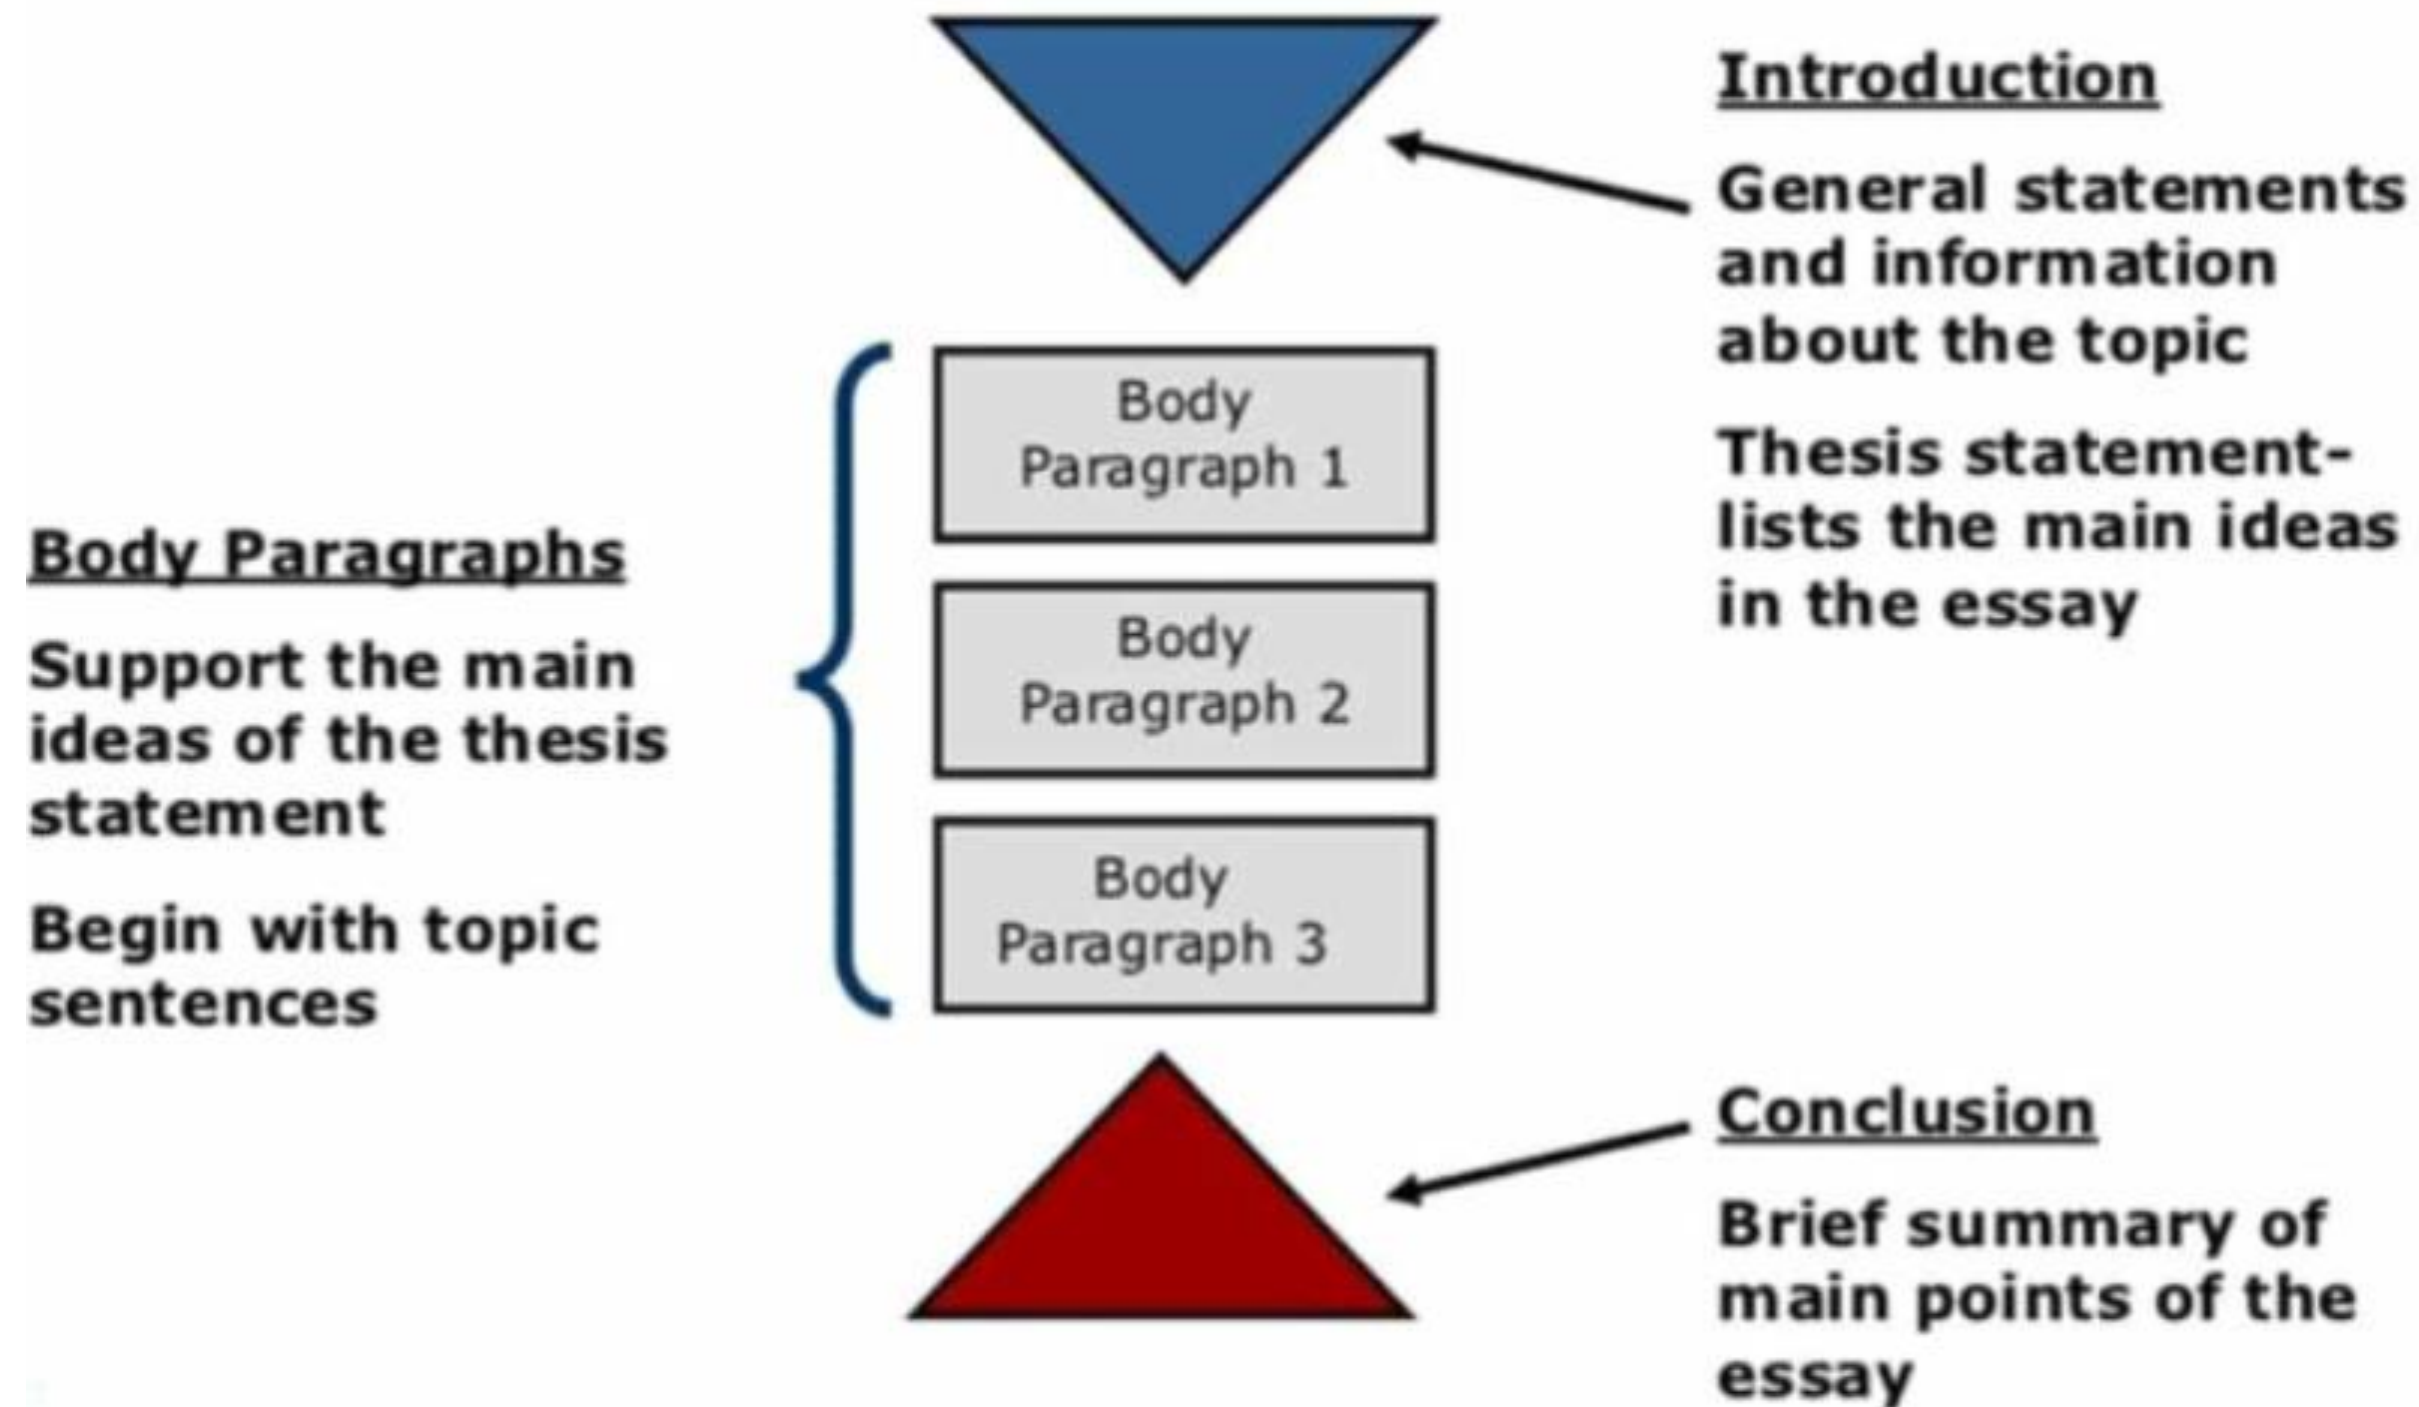 Introduction
General statements
and information
about the topic
Thesis statement-
lists the main ideas
in the essay
Body
Paragraph 1
Body
Paragraph 2
Body
Paragraph 3
Body Paragraphs
Support the main
ideas of the thesis
statement
Begin with topic
sentences
Conclusion
Brief summary of
main points of the
essay